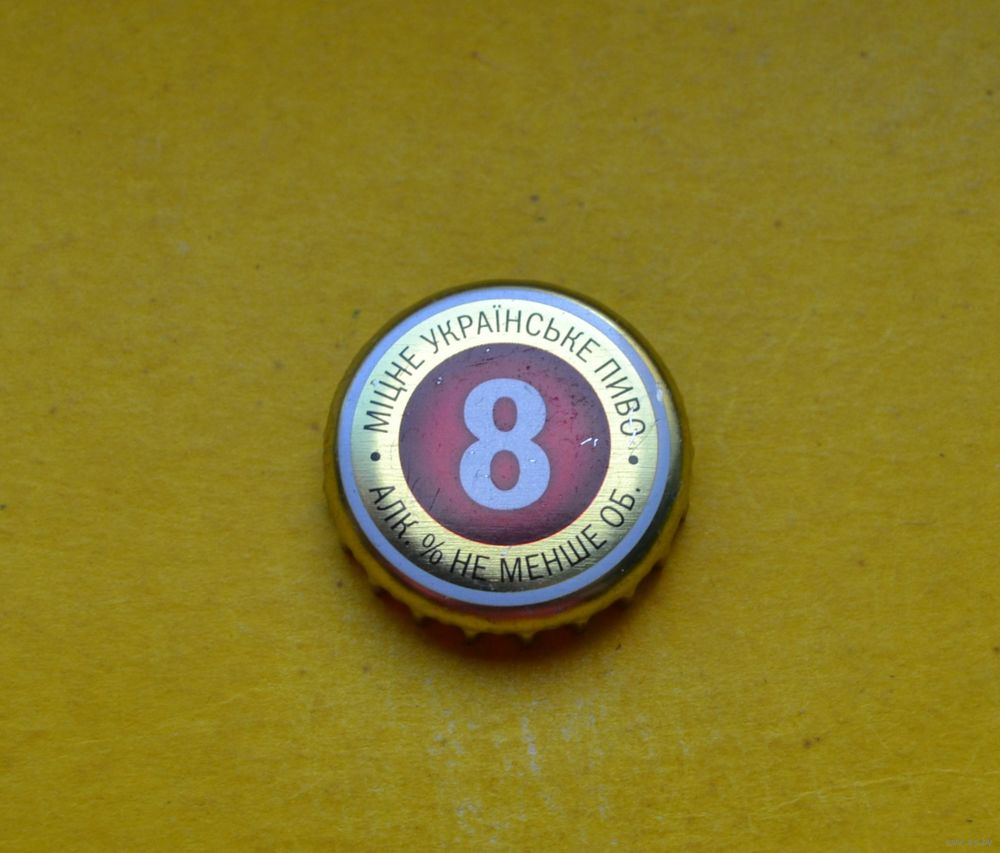 МІЦНЕ УКРАЇНСЬКЕ ПИВО
8
АЛК. % НЕ МЕНШЕ ОБ.